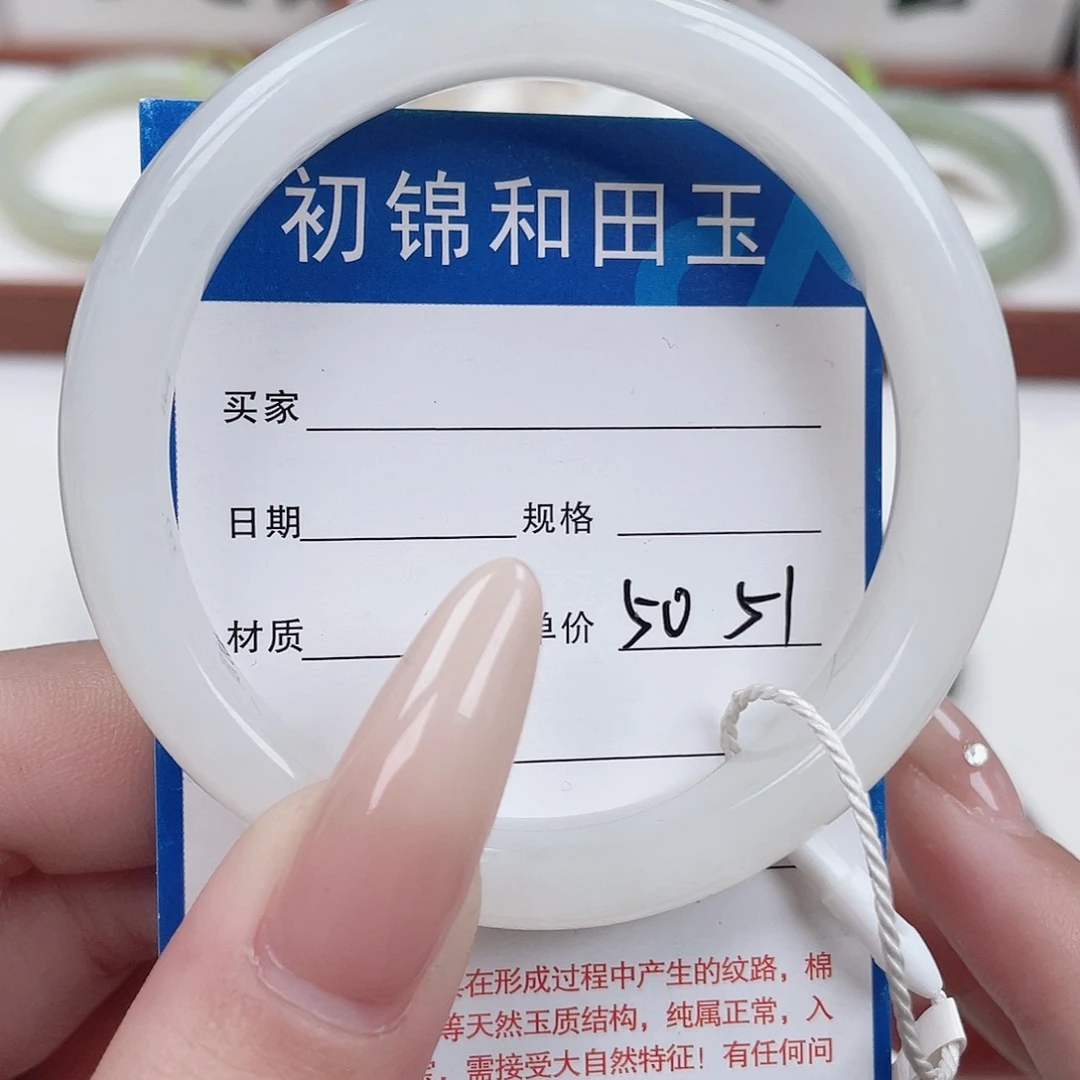 初锦和田玉
买家
日期 规格
材质 单价 50 51
在形成过程中产生的纹路，棉
等天然玉质结构，纯属正常，入
需接受大自然特征！有任何问